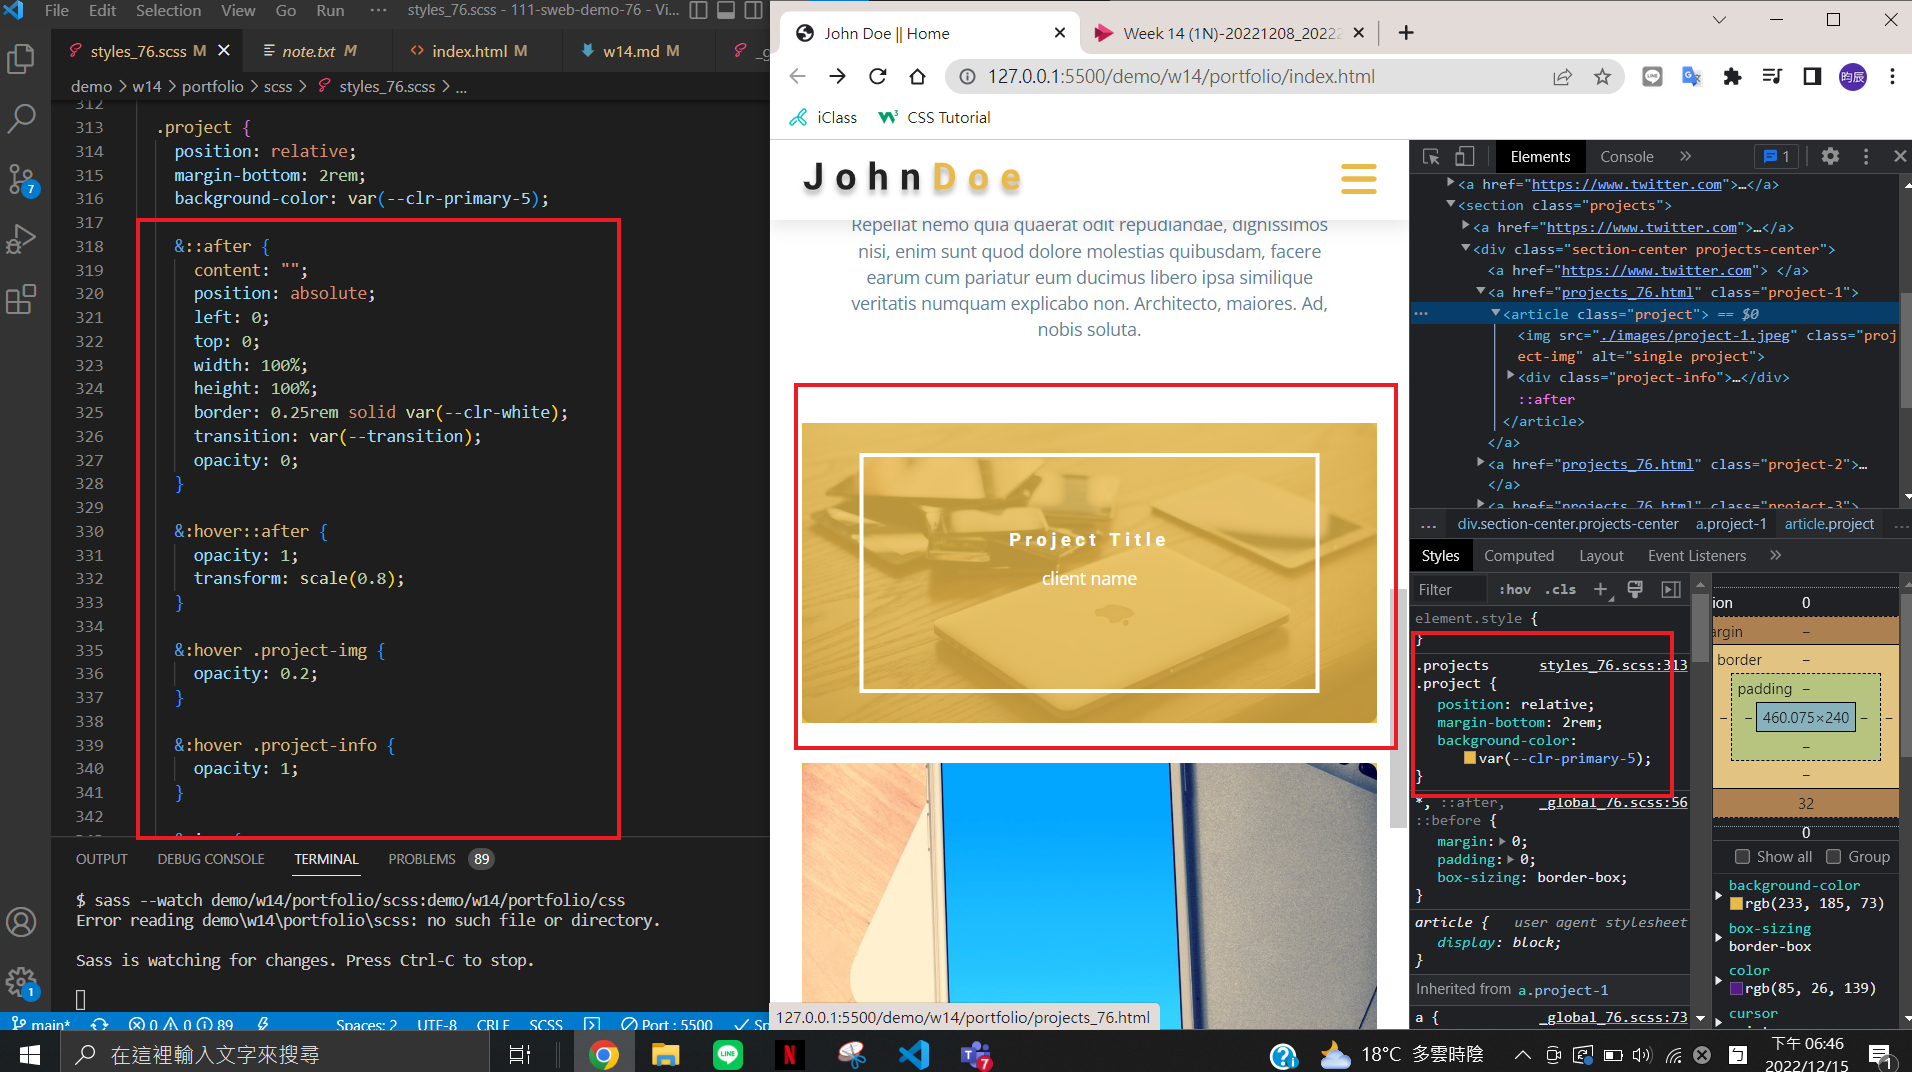 File Edit Selection View Go Run ··· styles_76.scss - 111-sweb-demo-76 - Vi...
styles_76.scss M
note.txt M
index.html M
w14.md M
demo > w14 > portfolio > scss > styles_76.scss > ...
312
313 .project {
314 position: relative;
315 margin-bottom: 2rem;
316 background-color: var(--clr-primary-5);
317
318 &::after {
319 content: "";
320 position: absolute;
321 left: 0;
322 top: 0;
323 width: 100%;
324 height: 100%;
325 border: 0.25rem solid var(--clr-white);
326 transition: var(--transition);
327 opacity: 0;
328 }
329
330 &:hover::after {
331 opacity: 1;
332 transform: scale(0.8);
333 }
334
335 &:hover .project-img {
336 opacity: 0.2;
337 }
338
339 &:hover .project-info {
340 opacity: 1;
341 }
342
OUTPUT DEBUG CONSOLE TERMINAL PROBLEMS 89
$ sass --watch demo/w14/portfolio/scss:demo/w14/portfolio/css
Error reading demo\w14\portfolio\scss: no such file or directory.
Sass is watching for changes. Press Ctrl-C to stop.
7
1
main* 0 0 89 Spaces: 2 UTF-8 CRLF SCSS Port : 5500
John Doe || Home
Week 14 (1N)-20221208_20222
127.0.0.1:5500/demo/w14/portfolio/index.html
昀辰
iClass CSS Tutorial
JohnDoe
Repellat nemo quia quaerat odit repudiandae, dignissimos
nisi, enim sunt quod dolore molestias quibusdam, facere
earum cum pariatur eum ducimus libero ipsa similique
veritatis numquam explicabo non. Architecto, maiores. Ad,
nobis soluta.
Project Title
client name
127.0.0.1:5500/demo/w14/portfolio/projects_76.html
Elements Console » 1
<a href="https://www.twitter.com">…</a>
<section class="projects">
<a href="https://www.twitter.com">…</a>
<div class="section-center projects-center">
<a href="https://www.twitter.com"> </a>
<a href="projects_76.html" class="project-1">
<article class="project"> == $0
<img src="./images/project-1.jpeg" class="proj
ect-img" alt="single project">
<div class="project-info">…</div>
::after
</article>
</a>
<a href="projects_76.html" class="project-2">…
</a>
<a href="projects_76.html" class="project-3">
... div.section-center.projects-center a.project-1 article.project ...
Styles Computed Layout Event Listeners »
Filter :hov .cls +
element.style {
}
.projects styles_76.scss:313
.project {
position: relative;
margin-bottom: 2rem;
background-color:
var(--clr-primary-5);
}
*, ::after, _global_76.scss:56
::before {
margin: 0;
padding: 0;
box-sizing: border-box;
}
article { user agent stylesheet
display: block;
}
Inherited from a.project-1
a { _global_76.scss:73
ion 0
argin –
border –
padding –
– – 460.075×240 – –
–
–
32
0
Show all Group
background-color
rgb(233, 185, 73)
box-sizing
border-box
color
rgb(85, 26, 139)
cursor
在這裡輸入文字來搜尋
LINE
N
7
18°C 多雲時陰
下午 06:46
2022/12/15
1